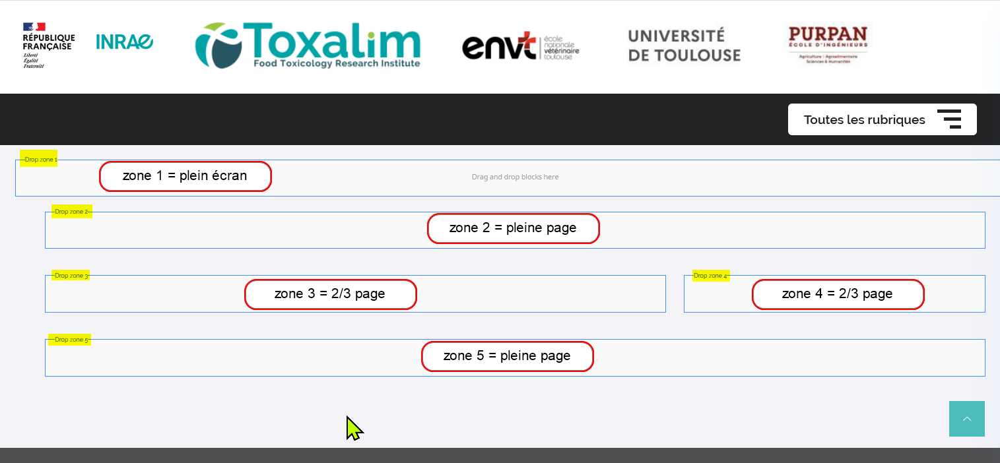 RÉPUBLIQUE
FRANÇAISE
Liberté
Égalité
Fraternité
INRAE
Toxalim
Food Toxicology Research Institute
envt
école
nationale
vétérinaire
toulouse
UNIVERSITÉ
DE TOULOUSE
PURPAN
ÉCOLE D'INGÉNIEURS
Agriculture | Agroalimentaire
Sciences & Humanités
Toutes les rubriques
Drop zone 1
zone 1 = plein écran
Drag and drop blocks here
Drop zone 2
zone 2 = pleine page
Drop zone 3
zone 3 = 2/3 page
Drop zone 4
zone 4 = 2/3 page
Drop zone 5
zone 5 = pleine page